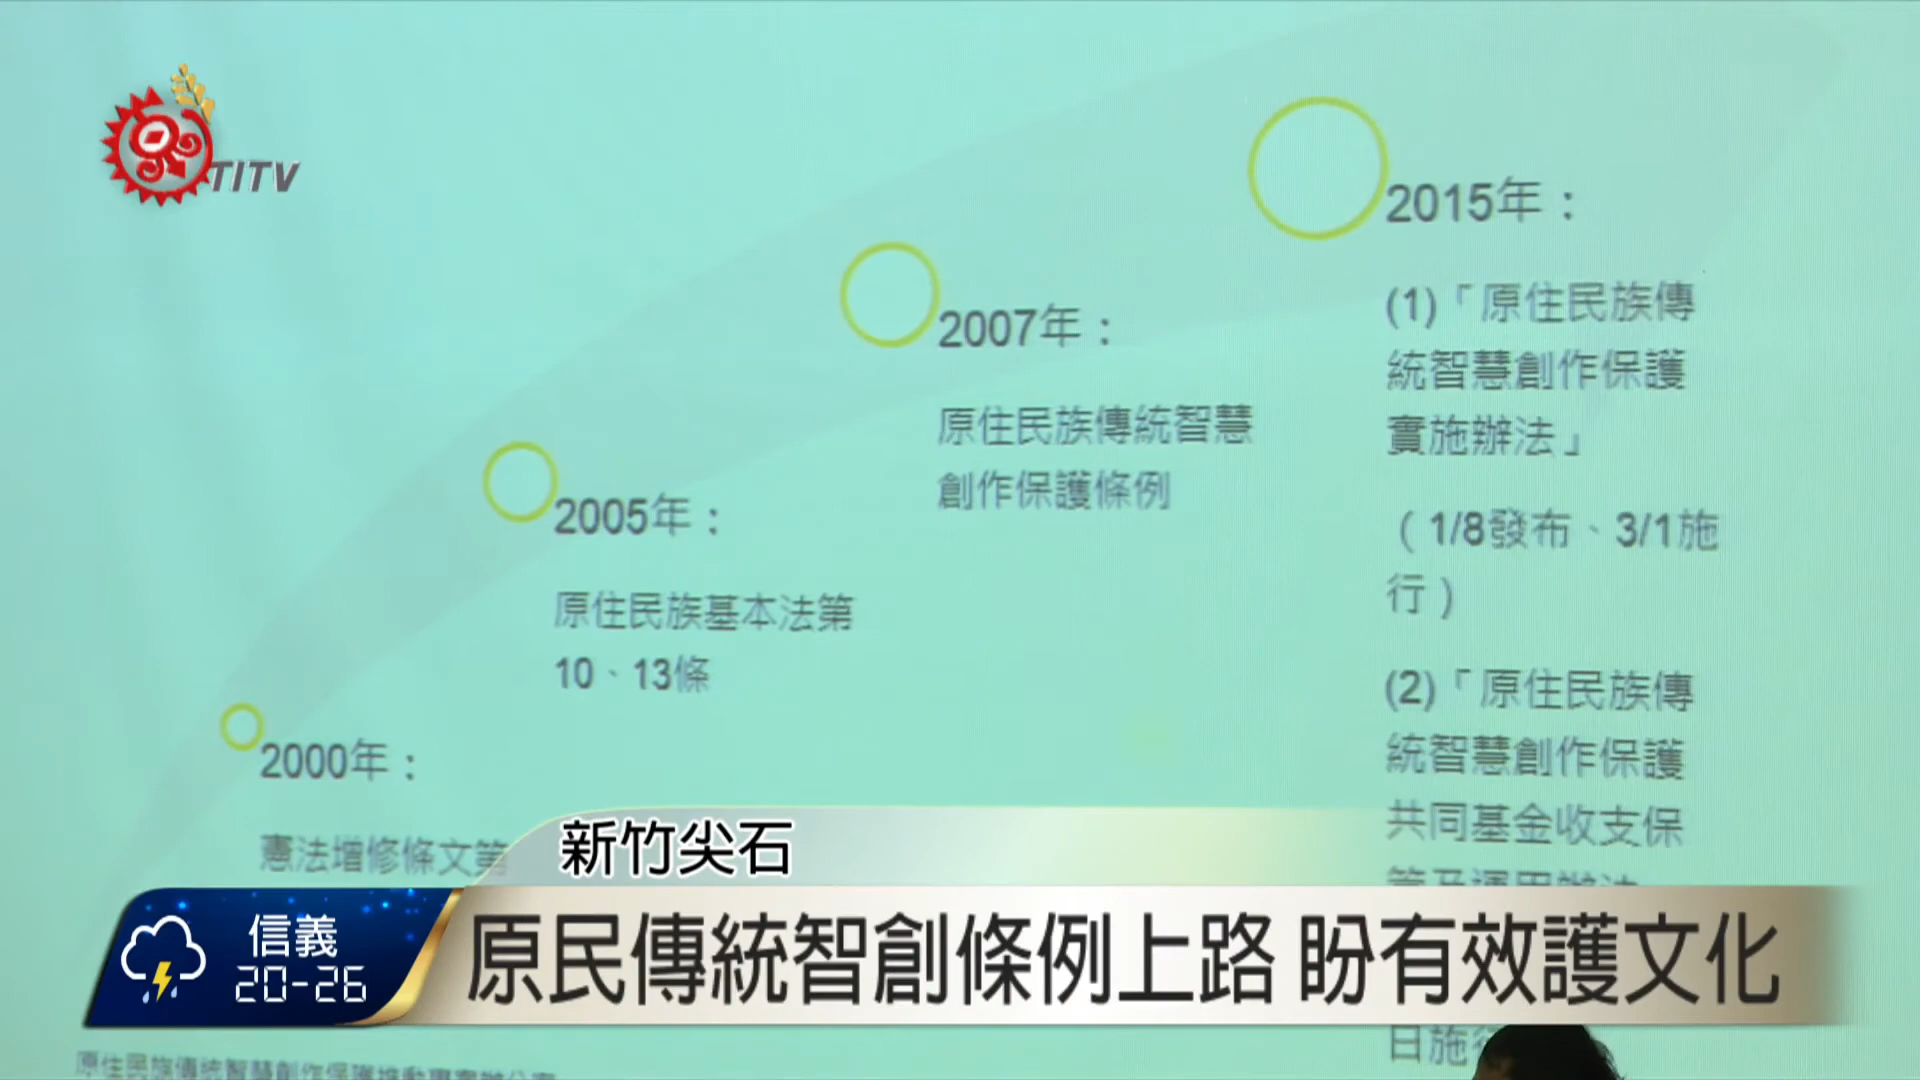 TITV
2015年：
(1)「原住民族傳
統智慧創作保護
實施辦法」
（1/8發布、3/1施
行）
(2)「原住民族傳
統智慧創作保護
共同基金收支保
2007年：
原住民族傳統智慧
創作保護條例
2005年：
原住民族基本法第
10、13條
2000年：
憲法增修條文第
新竹尖石
信義
20-26
原民傳統智創條例上路 盼有效護文化
日施